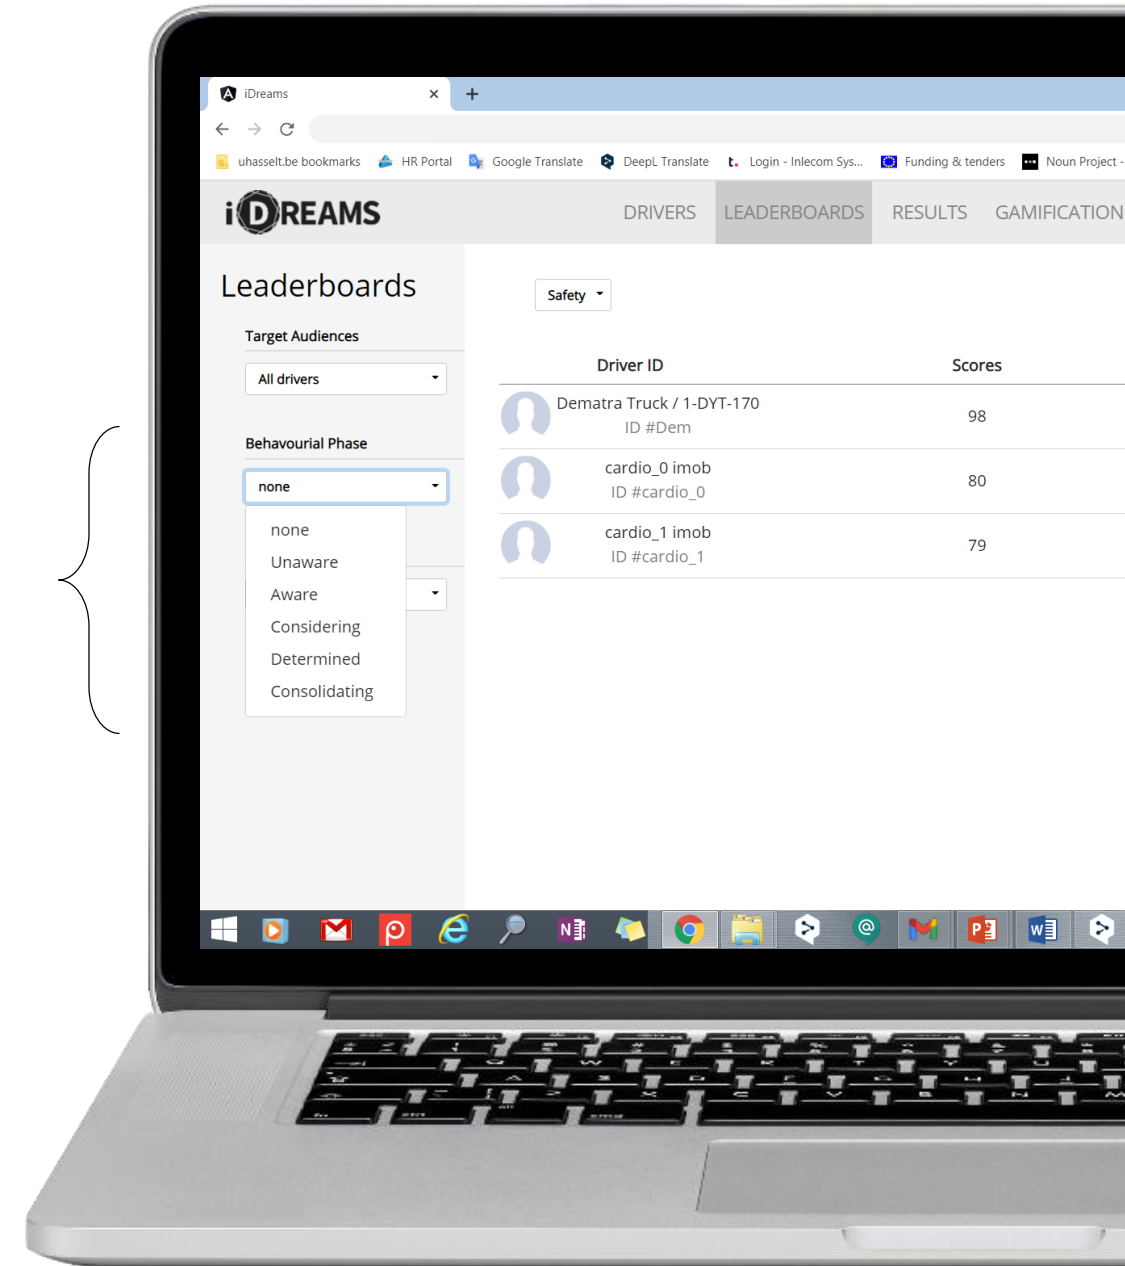 iDreams
uhasselt.be bookmarks HR Portal Google Translate DeepL Translate t. Login - Inlecom Sys... Funding & tenders Noun Project -
iDREAMS DRIVERS LEADERBOARDS RESULTS GAMIFICATION
Leaderboards
Target Audiences
All drivers
Behavourial Phase
none
none
Unaware
Aware
Considering
Determined
Consolidating
Safety
Driver ID Scores
Dematra Truck / 1-DYT-170
ID #Dem
98
cardio_0 imob
ID #cardio_0
80
cardio_1 imob
ID #cardio_1
79